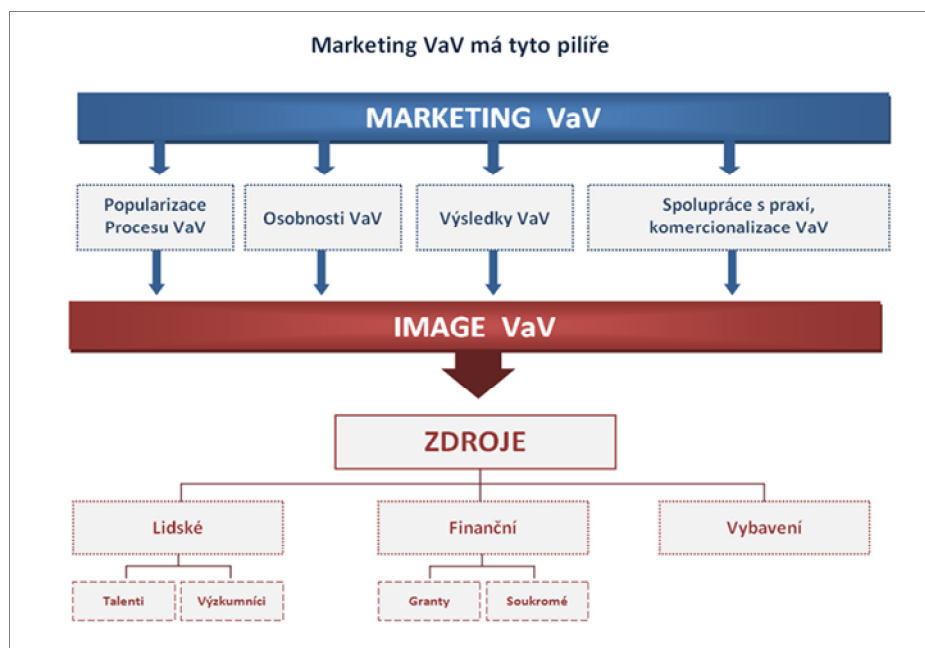 Marketing VaV má tyto pilíře
MARKETING VaV
Popularizace
Procesu VaV
Osobnosti VaV
Výsledky VaV
Spolupráce s praxí,
komercionalizace VaV
IMAGE VaV
ZDROJE
Lidské
Finanční
Vybavení
Talenti
Výzkumníci
Granty
Soukromé